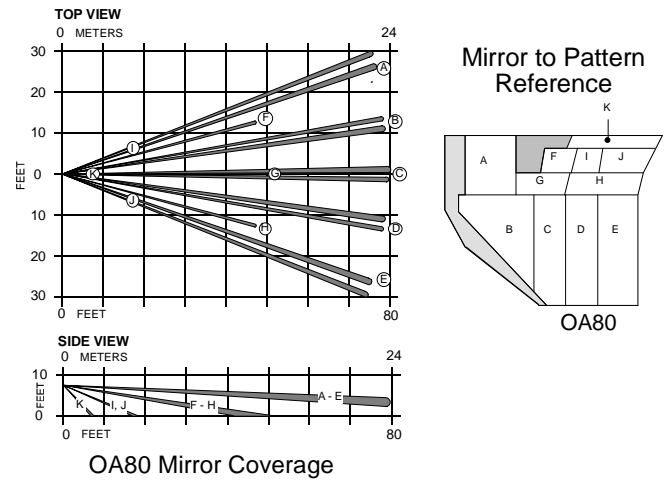 TOP VIEW
0 METERS 24
30
20
10
0
10
20
30
FEET
A
B
C
D
E
F
G
H
I
J
K
0 FEET 80
SIDE VIEW
0 METERS 24
10
0
FEET
K I, J F - H A - E
0 FEET 80
OA80 Mirror Coverage
Mirror to Pattern
Reference
K
A F I J
G H
B C D E
OA80